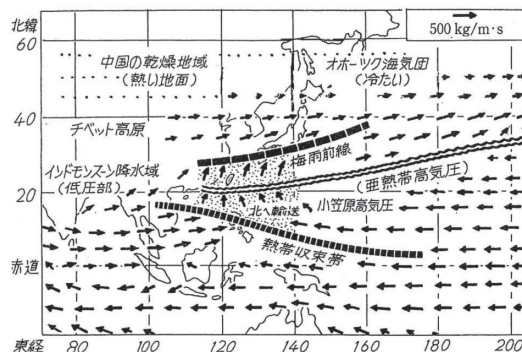 北緯
60
500 kg/m・s
中国の乾燥地域
(熱い地面)
オホーツク海気団
(冷たい)
40
チベット高原
梅雨前線
インドモンスーン降水域
(低圧部)
(亜熱帯高気圧)
20
北へ輸送
小笠原高気圧
熱帯収束帯
赤道
東経
80
100
120
140
160
180
200